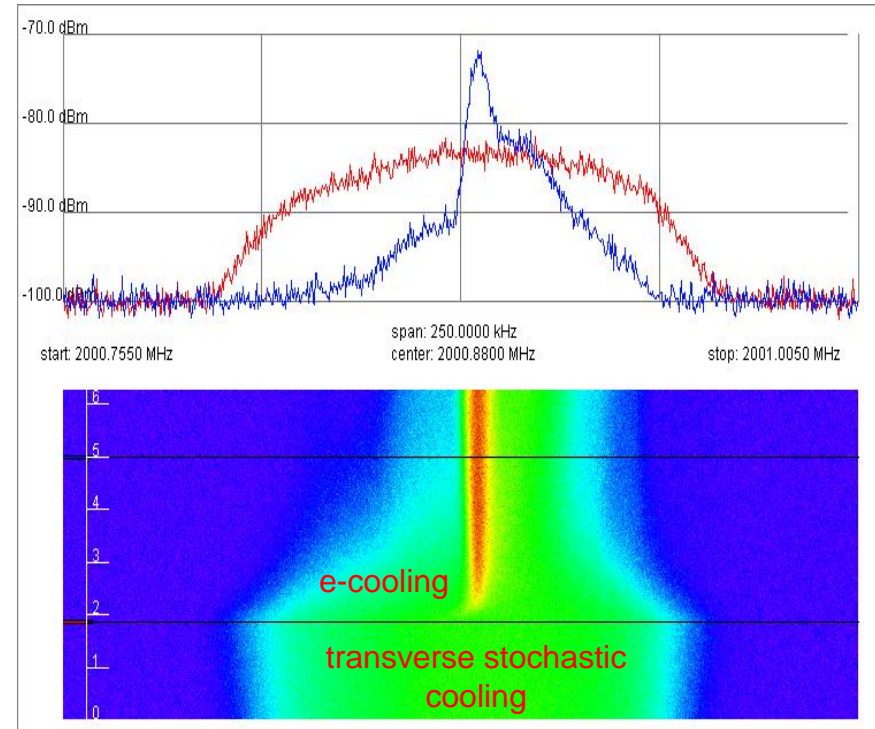 -70.0 dBm
-80.0 dBm
-90.0 dBm
-100.0 dBm
span: 250.0000 kHz
start: 2000.7550 MHz center: 2000.8800 MHz stop: 2001.0050 MHz
6
5
4
3
e-cooling
2
transverse stochastic
1
cooling
0